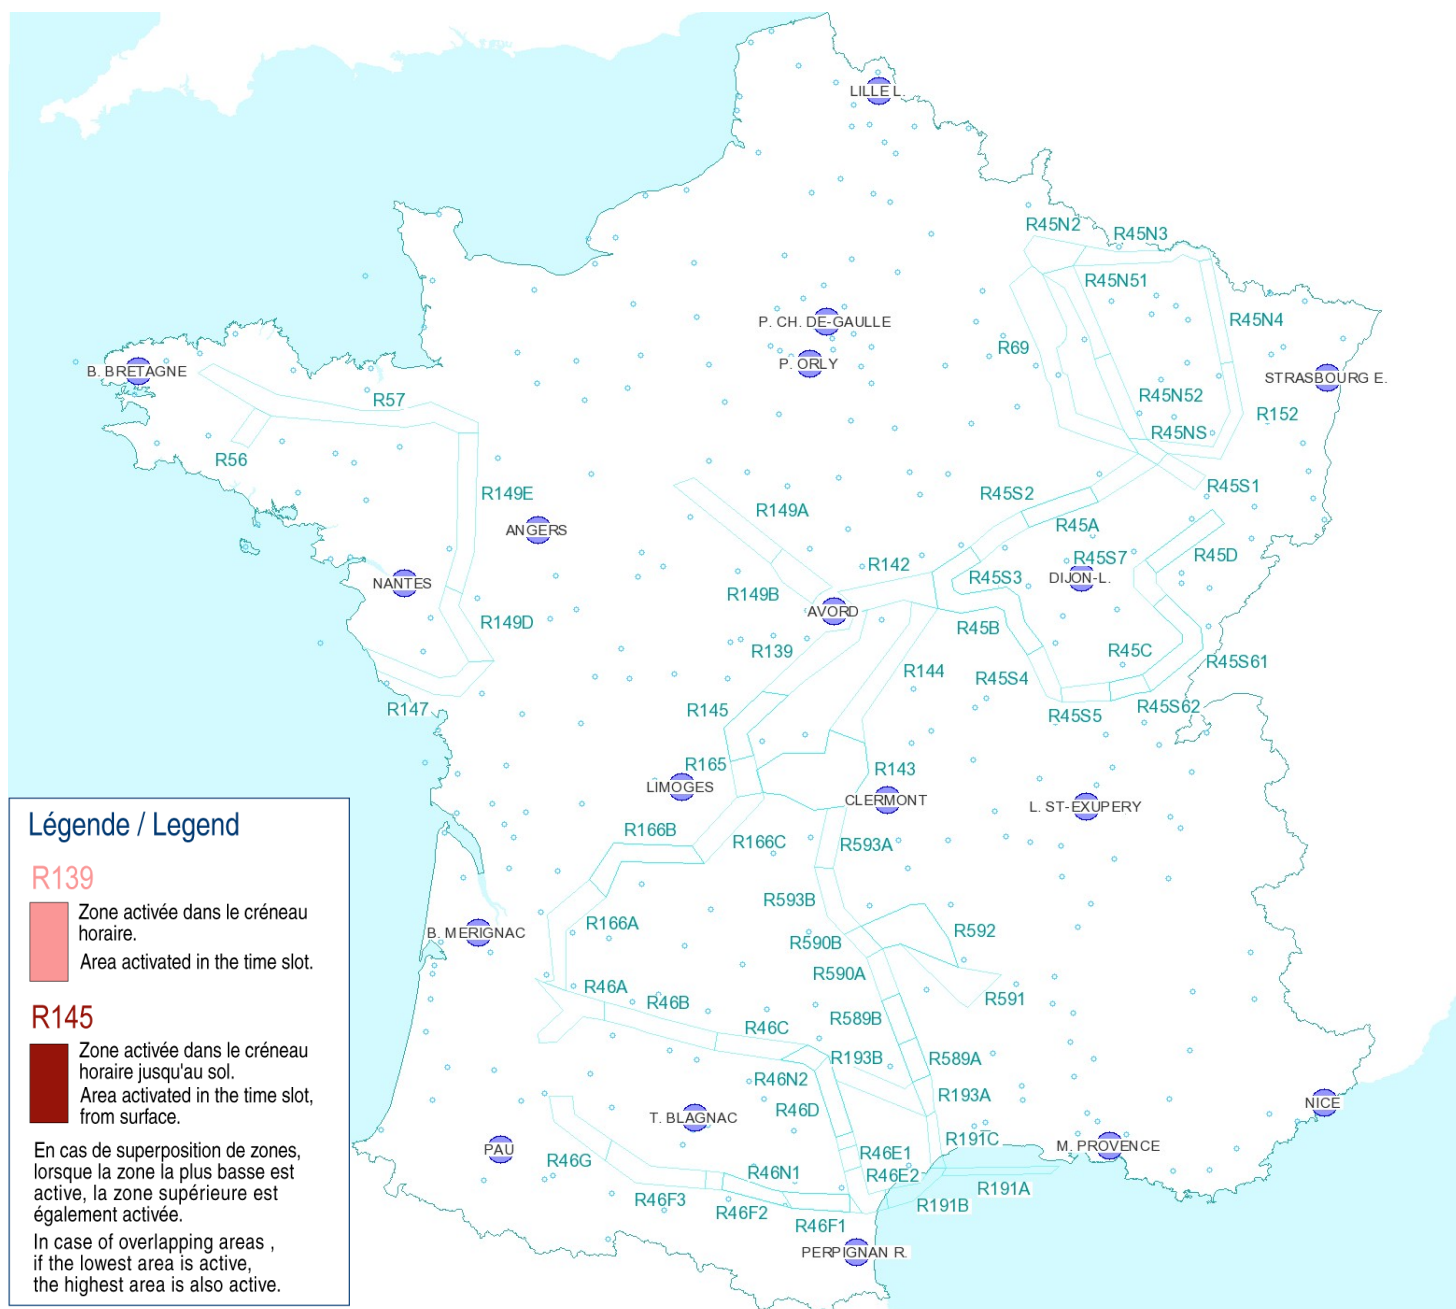 LILLE L.
R45N2
R45N3
R45N51
P. CH. DE-GAULLE
R45N4
R69
P. ORLY
B. BRETAGNE
STRASBOURG E.
R57
R45N52
R152
R45NS
R56
R149E
R45S2
R45S1
R149A
R45A
ANGERS
R45S7
R45D
R142
R45S3
DIJON-L.
NANTES
R149B
AVORD
R149D
R45B
R139
R45C
R45S61
R144
R45S4
R147
R145
R45S5
R45S62
R165
R143
LIMOGES
CLERMONT
L. ST-EXUPERY
R166B
R166C
R593A
R593B
R166A
B. MERIGNAC
R590B
R592
R590A
R46A
R46B
R591
R46C
R589B
R193B
R589A
R46N2
R193A
R46D
T. BLAGNAC
NICE
R191C
M. PROVENCE
PAU
R46G
R46E1
R46N1
R46E2
R191A
R46F3
R46F2
R191B
R46F1
PERPIGNAN R.
Légende / Legend
R139
Zone activée dans le créneau
horaire.
Area activated in the time slot.
R145
Zone activée dans le créneau
horaire jusqu'au sol.
Area activated in the time slot,
from surface.
En cas de superposition de zones,
lorsque la zone la plus basse est
active, la zone supérieure est
également activée.
In case of overlapping areas ,
if the lowest area is active,
the highest area is also active.